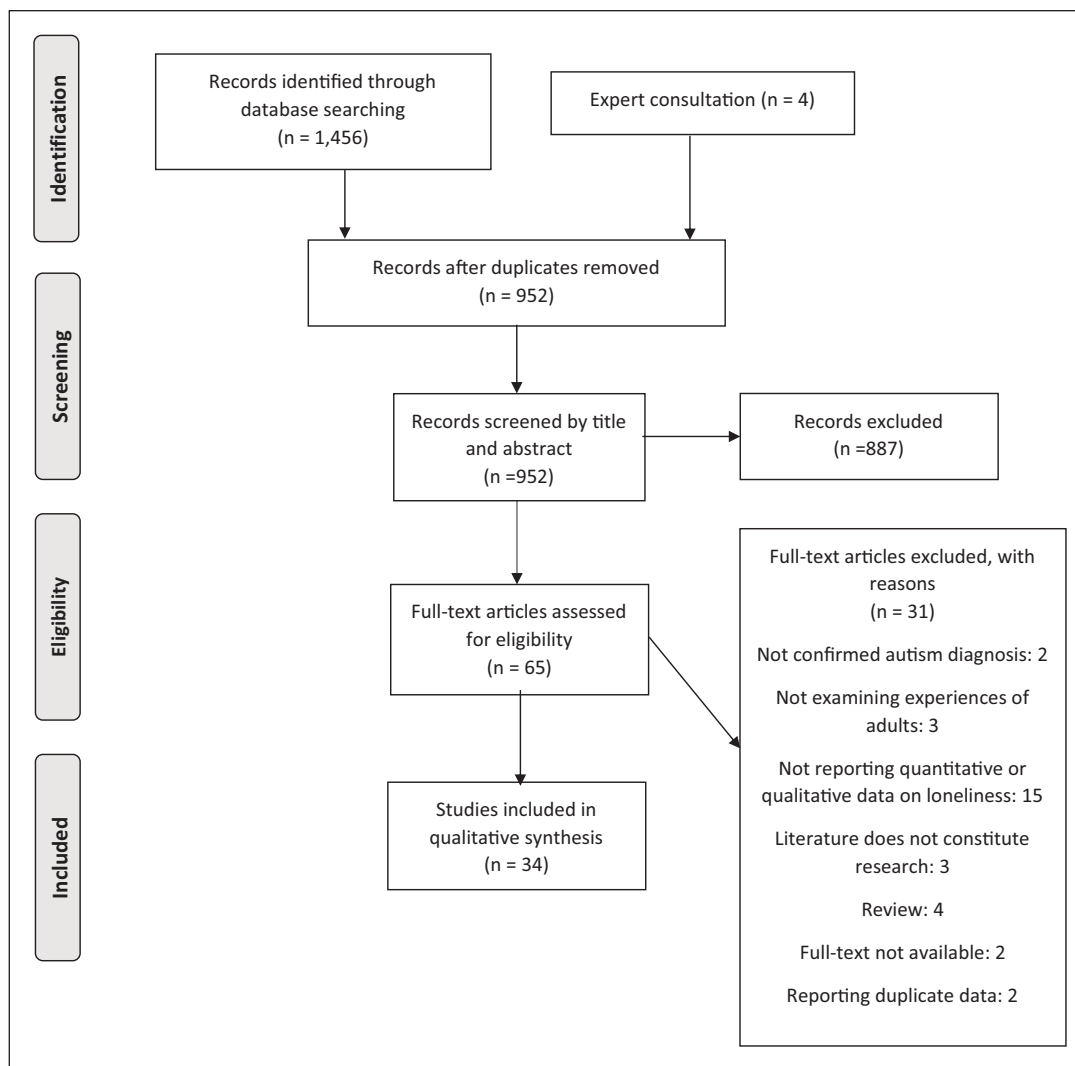 Identification
Records identified through
database searching
(n = 1,456)
Expert consultation (n = 4)
Records after duplicates removed
(n = 952)
Screening
Records screened by title
and abstract
(n =952)
Records excluded
(n =887)
Eligibility
Full-text articles assessed
for eligibility
(n = 65)
Full-text articles excluded, with
reasons
(n = 31)
Not confirmed autism diagnosis: 2
Not examining experiences of
adults: 3
Not reporting quantitative or
qualitative data on loneliness: 15
Literature does not constitute
research: 3
Review: 4
Full-text not available: 2
Reporting duplicate data: 2
Included
Studies included in
qualitative synthesis
(n = 34)